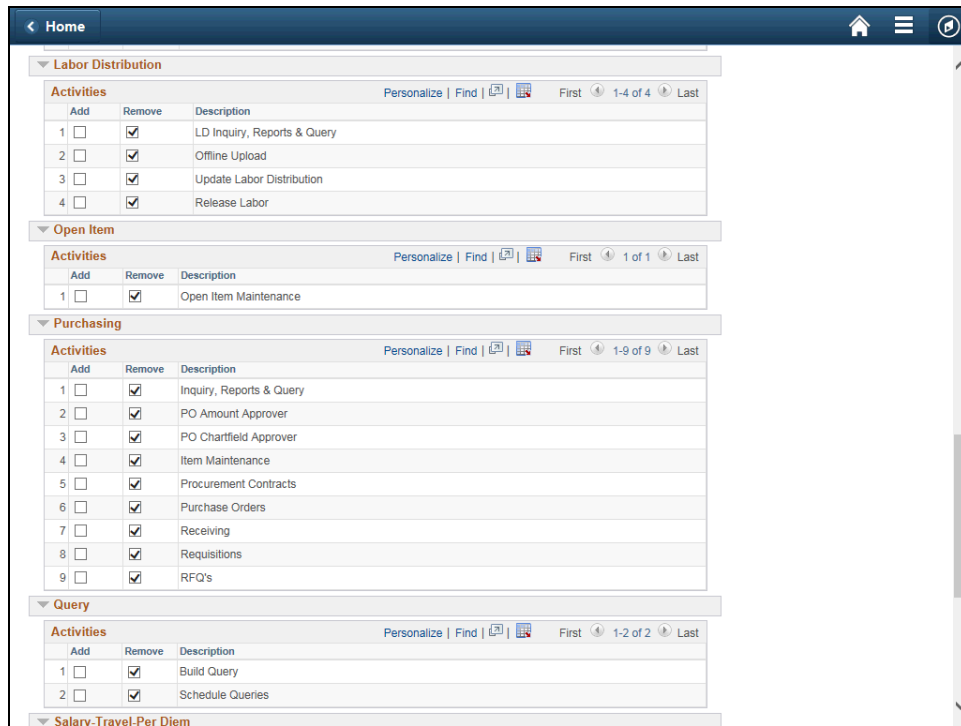 Home
Labor Distribution
Activities Personalize | Find | | First 1-4 of 4 Last
Add Remove Description
1 LD Inquiry, Reports & Query
2 Offline Upload
3 Update Labor Distribution
4 Release Labor
Open Item
Activities Personalize | Find | | First 1 of 1 Last
Add Remove Description
1 Open Item Maintenance
Purchasing
Activities Personalize | Find | | First 1-9 of 9 Last
Add Remove Description
1 Inquiry, Reports & Query
2 PO Amount Approver
3 PO Chartfield Approver
4 Item Maintenance
5 Procurement Contracts
6 Purchase Orders
7 Receiving
8 Requisitions
9 RFQ's
Query
Activities Personalize | Find | | First 1-2 of 2 Last
Add Remove Description
1 Build Query
2 Schedule Queries
Salary-Travel-Per Diem